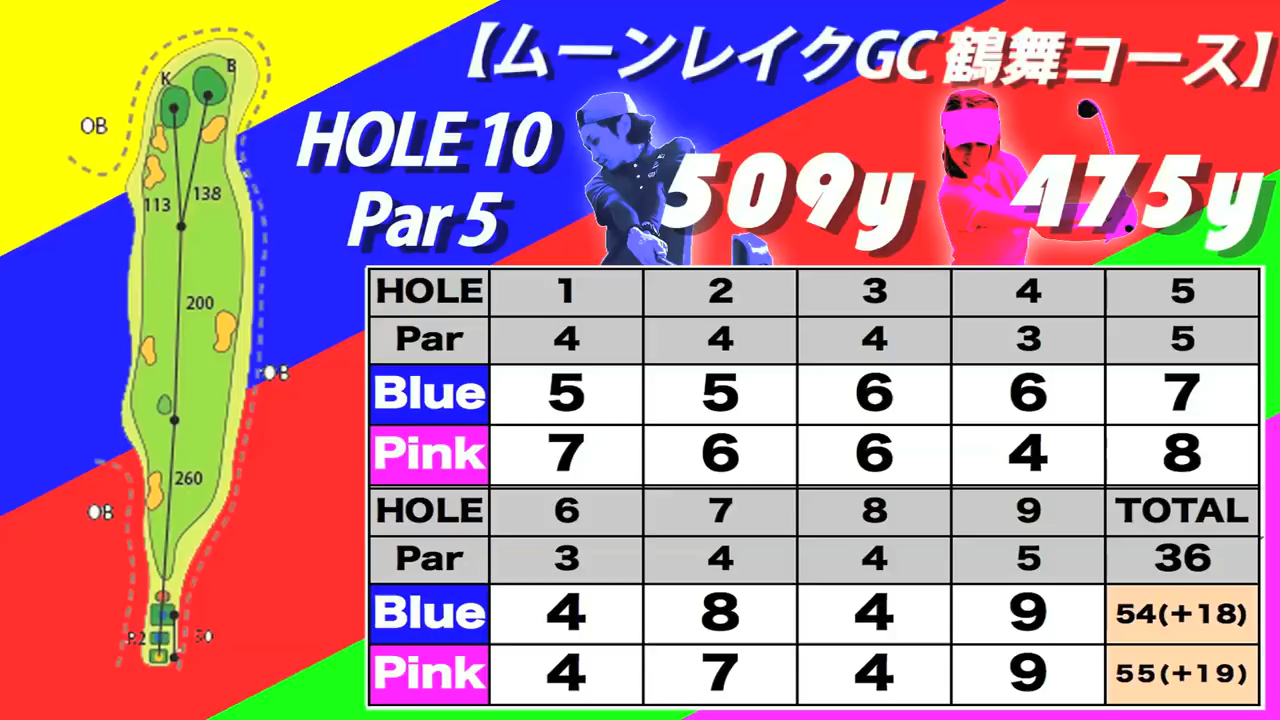 【ムーンレイクGC 鶴舞コース】
HOLE 10
Par 5
509y
475y
K
B
OB
113
138
200
OB
260
OB
HOLE 1 2 3 4 5
Par 4 4 4 3 5
Blue 5 5 6 6 7
Pink 7 6 6 4 8
HOLE 6 7 8 9 TOTAL
Par 3 4 4 5 36
Blue 4 8 4 9 54(+18)
Pink 4 7 4 9 55(+19)